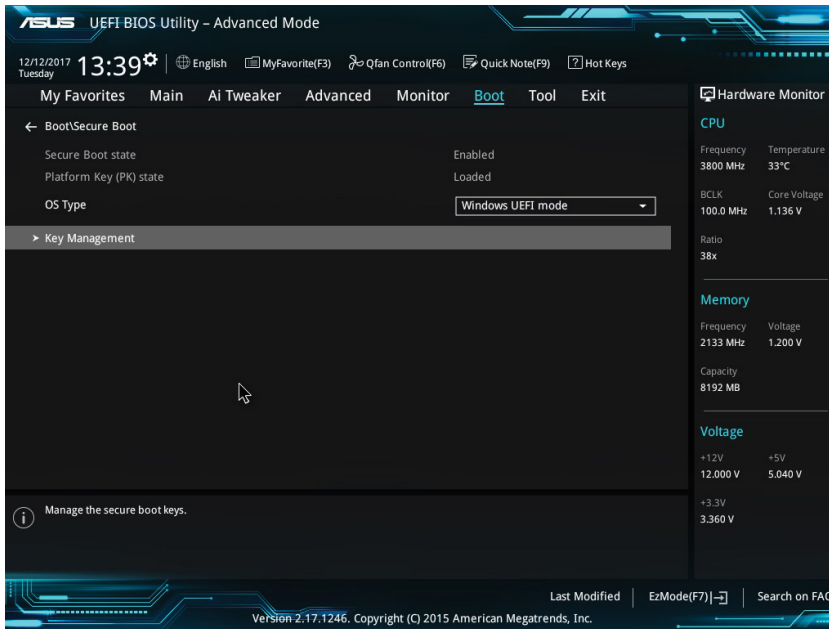 ASUS UEFI BIOS Utility – Advanced Mode
12/12/2017 Tuesday 13:39 English MyFavorite(F3) Qfan Control(F6) Quick Note(F9) Hot Keys
My Favorites Main Ai Tweaker Advanced Monitor Boot Tool Exit
Boot\Secure Boot
Secure Boot state Enabled
Platform Key (PK) state Loaded
OS Type Windows UEFI mode
Key Management
Manage the secure boot keys.
Hardware Monitor
CPU
Frequency Temperature
3800 MHz 33°C
BCLK Core Voltage
100.0 MHz 1.136 V
Ratio
38x
Memory
Frequency Voltage
2133 MHz 1.200 V
Capacity
8192 MB
Voltage
+12V +5V
12.000 V 5.040 V
+3.3V
3.360 V
Last Modified EzMode(F7) Search on FAQ
Version 2.17.1246. Copyright (C) 2015 American Megatrends, Inc.